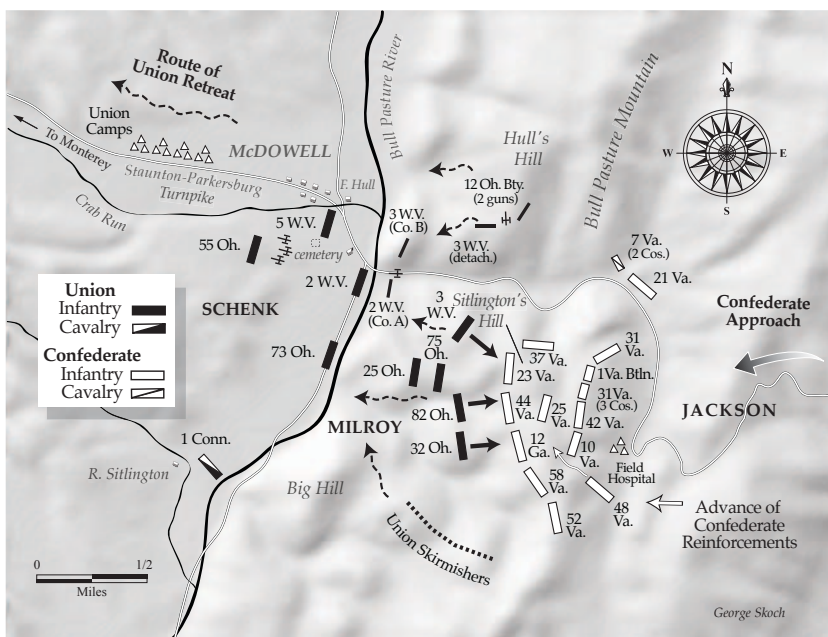 Route of
Union Retreat
Union
Camps
To Monterey
McDOWELL
Staunton-Parkersburg
Turnpike
Crab Run
F. Hull
Bull Pasture River
Hull's
Hill
Bull Pasture Mountain
N
W
E
S
12 Oh. Bty.
(2 guns)
3 W.V.
(Co. B)
3 W.V.
(detach.)
5 W.V.
55 Oh.
cemetery
2 W.V.
2 W.V.
(Co. A)
SCHENK
73 Oh.
Union
Infantry
Cavalry
Confederate
Infantry
Cavalry
7 Va.
(2 Cos.)
21 Va.
Confederate
Approach
JACKSON
Sitlington's
Hill
3
W.V.
75
Oh.
25 Oh.
82 Oh.
32 Oh.
MILROY
37 Va.
23 Va.
31
Va.
1Va. Btln.
31Va.
(3 Cos.)
42 Va.
44
Va.
25
Va.
12
Ga.
10
Va.
58
Va.
52
Va.
48
Va.
Field
Hospital
Advance of
Confederate
Reinforcements
1 Conn.
R. Sitlington
Big Hill
Union Skirmishers
0
1/2
Miles
George Skoch